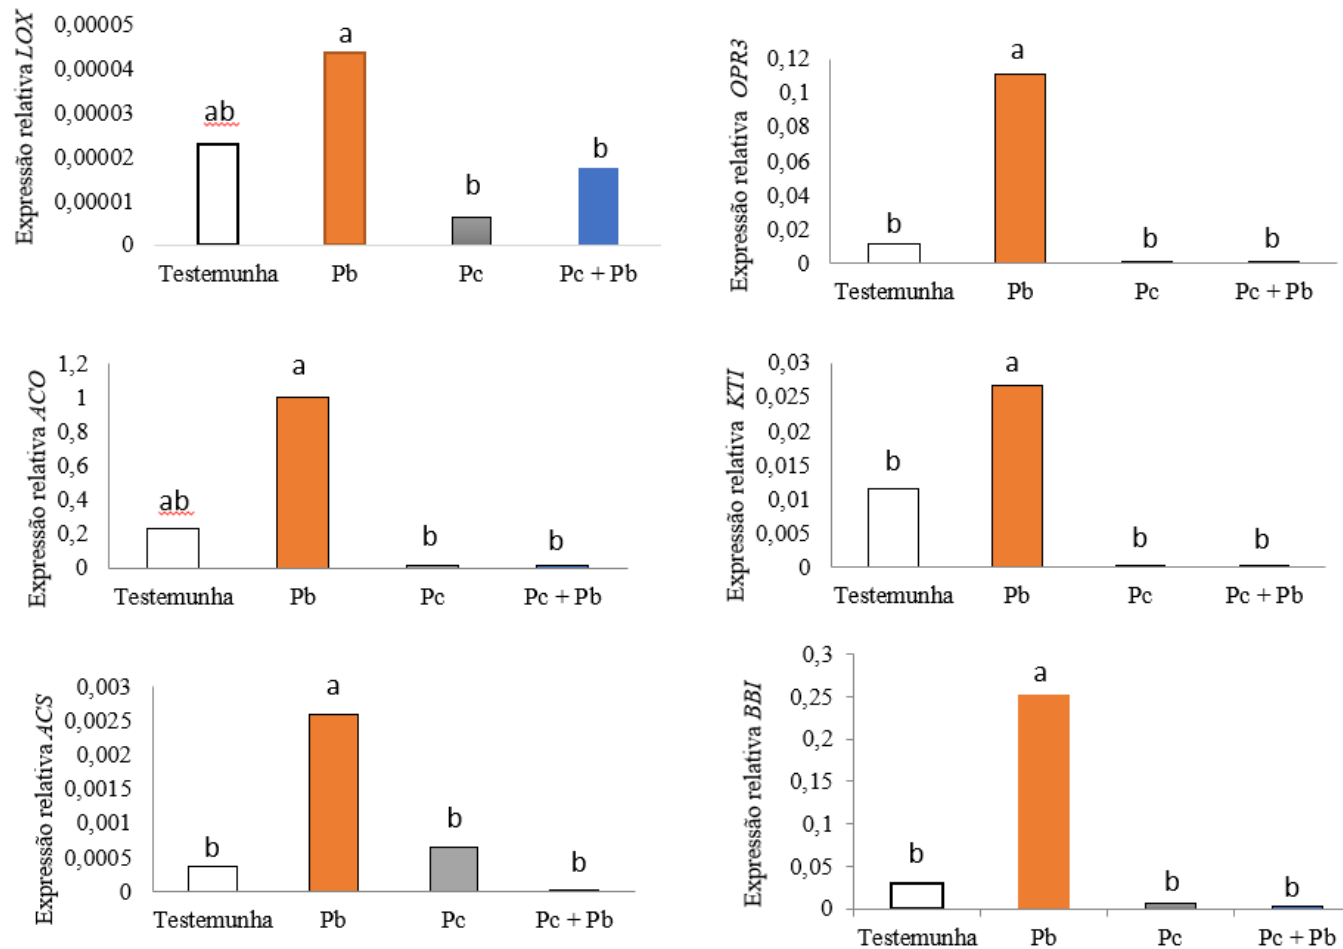 Expressão relativa LOX
0,00005
0,00004
0,00003
0,00002
0,00001
0
ab
a
b
b
Testemunha Pb Pc Pc + Pb
Expressão relativa OPR3
0,12
0,1
0,08
0,06
0,04
0,02
0
b
a
b
b
Testemunha Pb Pc Pc + Pb
Expressão relativa ACO
1,2
1
0,8
0,6
0,4
0,2
0
ab
a
b
b
Testemunha Pb Pc Pc + Pb
Expressão relativa KTI
0,03
0,025
0,02
0,015
0,01
0,005
0
b
a
b
b
Testemunha Pb Pc Pc + Pb
Expressão relativa ACS
0,003
0,0025
0,002
0,0015
0,001
0,0005
0
b
a
b
b
Testemunha Pb Pc Pc + Pb
Expressão relativa BBI
0,3
0,25
0,2
0,15
0,1
0,05
0
b
a
b
b
Testemunha Pb Pc Pc + Pb